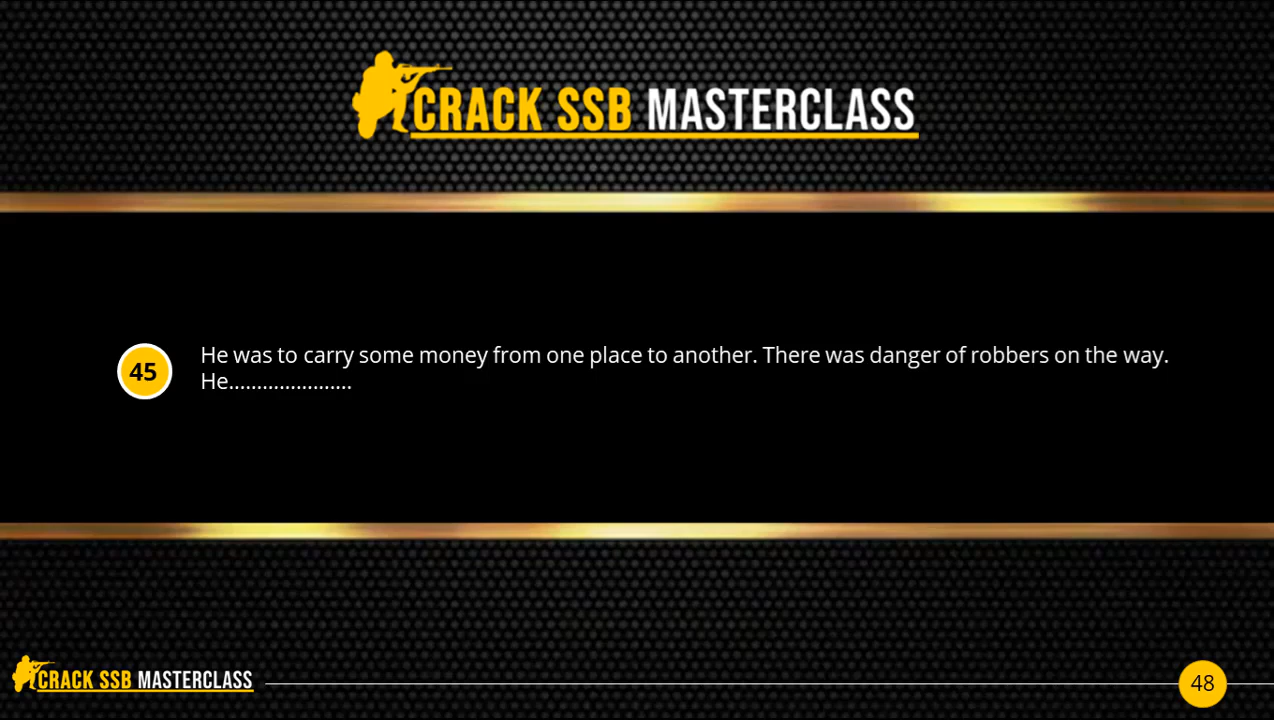 CRACK SSB MASTERCLASS
45
He was to carry some money from one place to another. There was danger of robbers on the way.
He......................
CRACK SSB MASTERCLASS
48